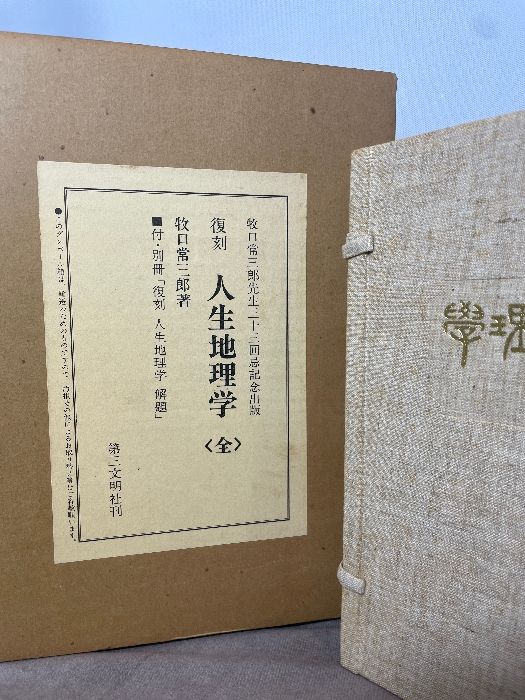 牧口常三郎先生三十三回忌記念出版
復刻 人生地理学〈全〉
牧口常三郎著
■付・別冊「復刻 人生地理学 解題」
第三文明社刊
理學